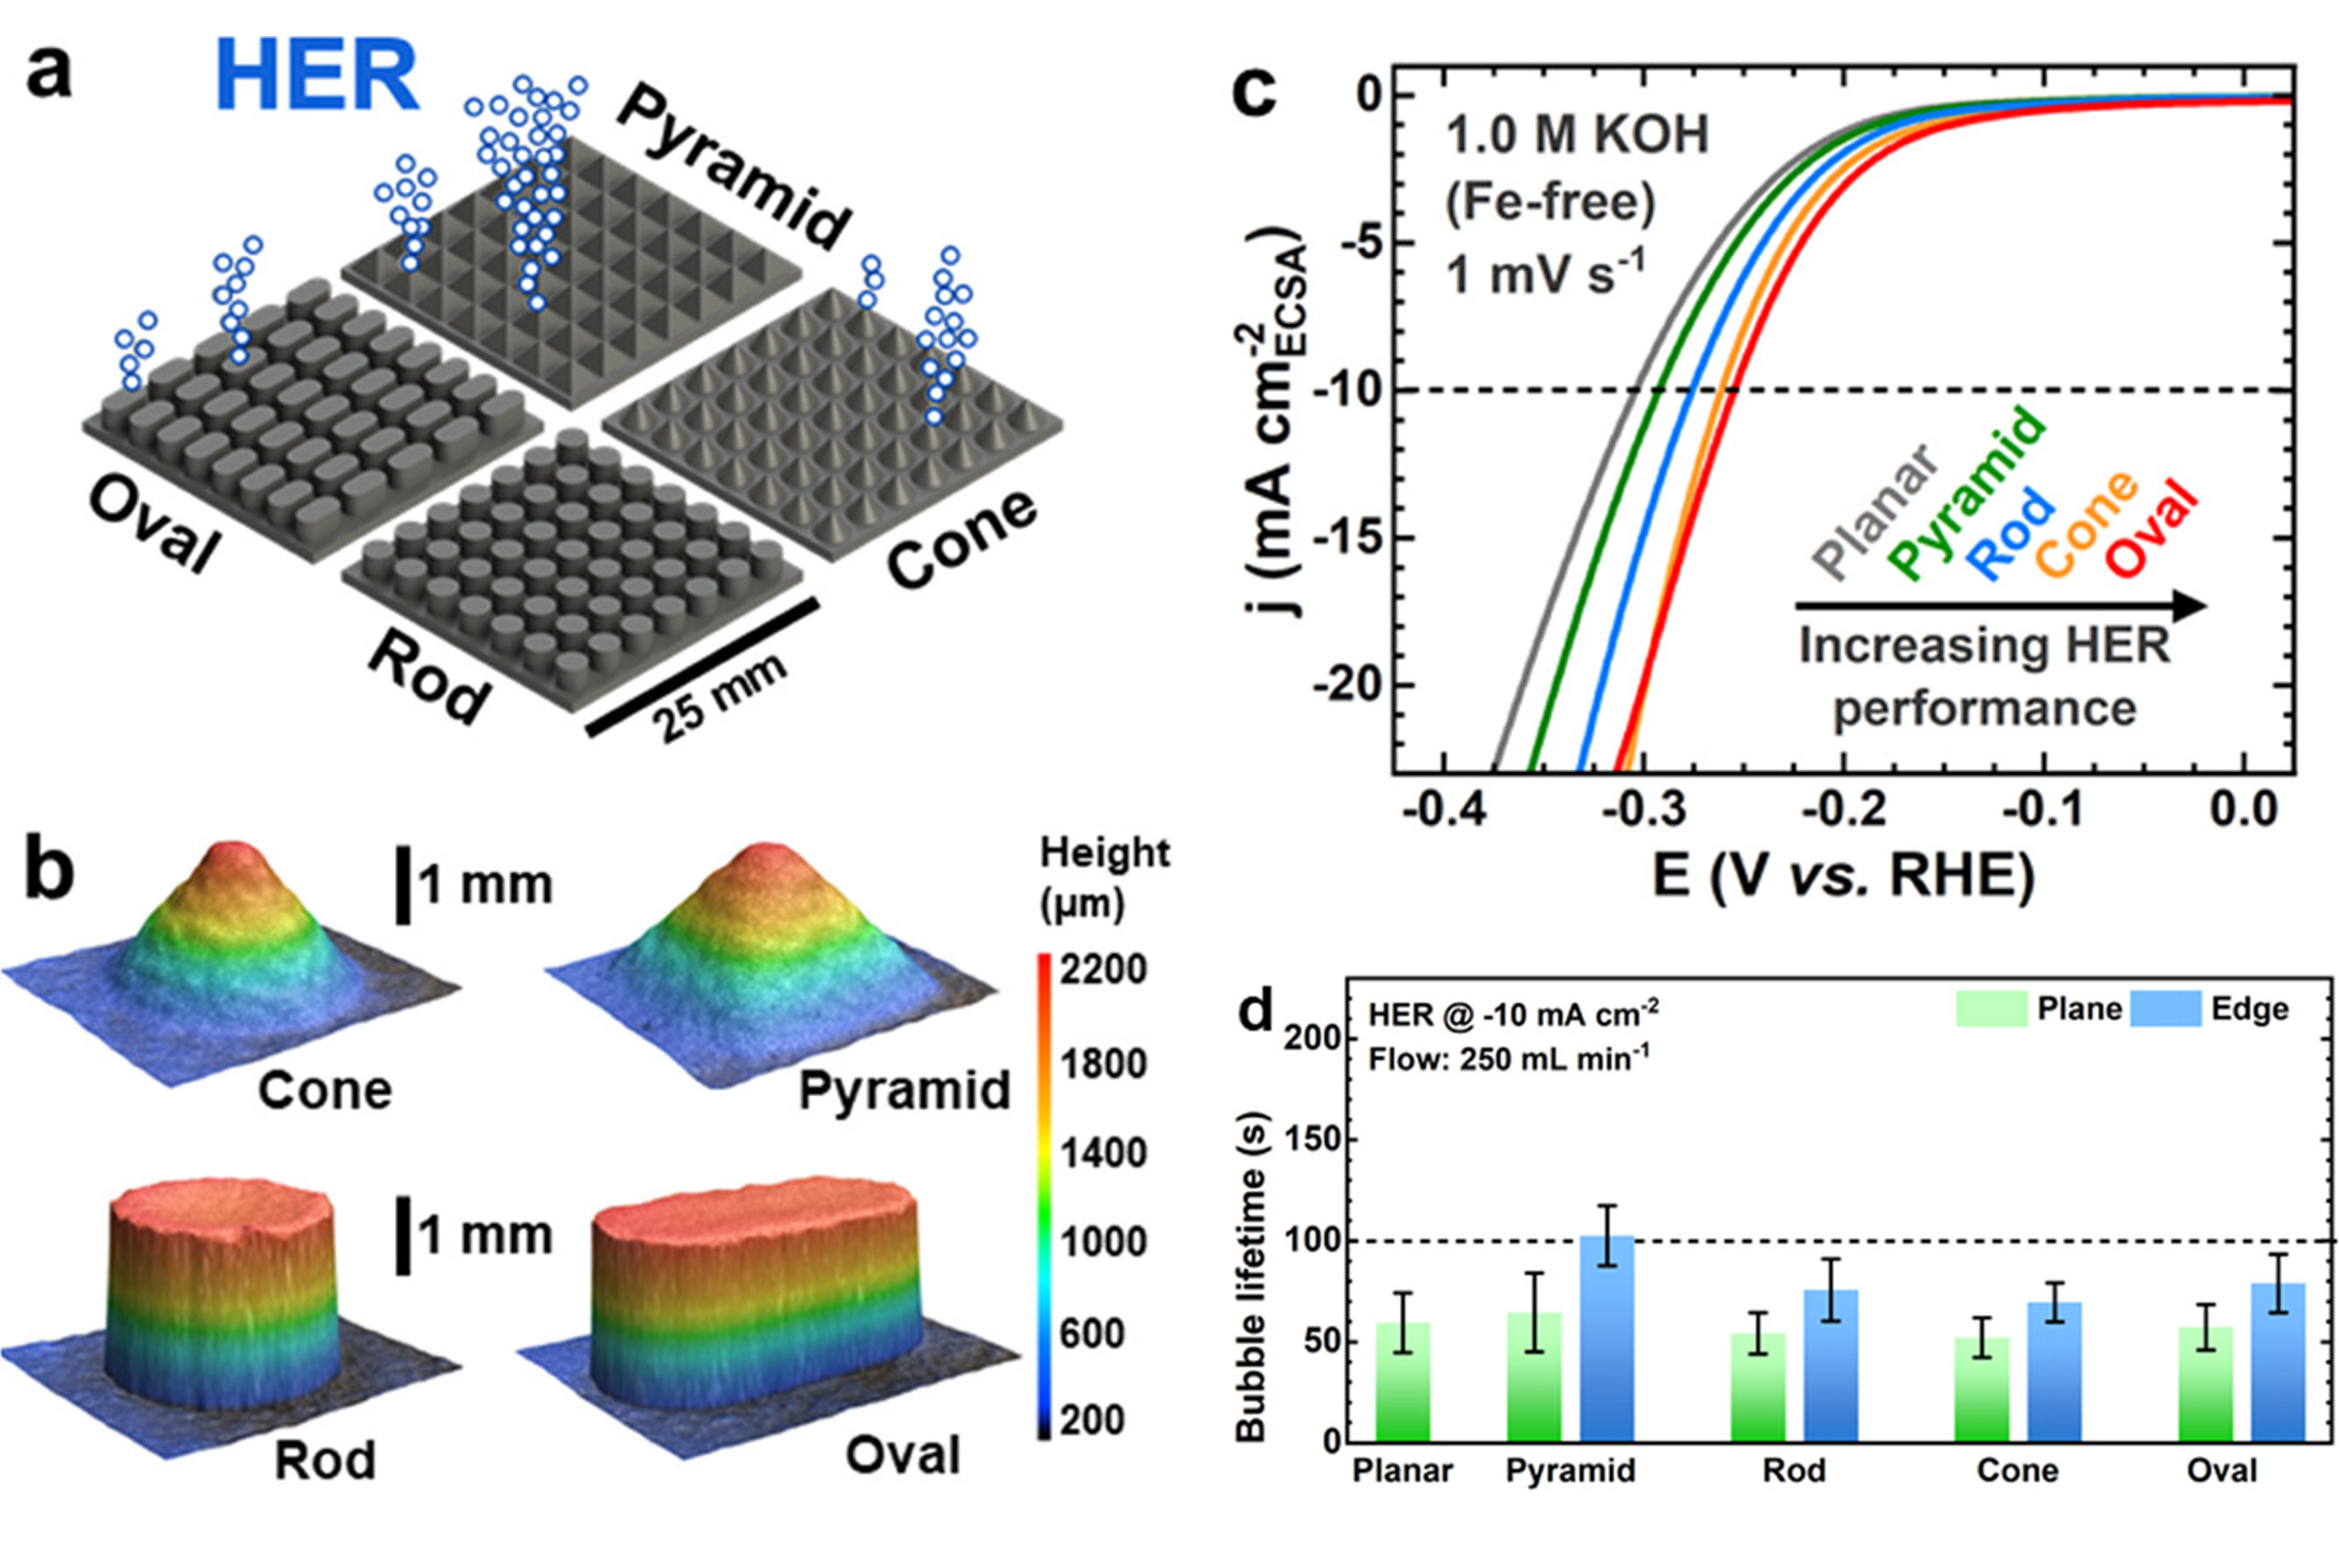 a
HER
Pyramid
Oval
Cone
Rod
25 mm
b
1 mm
Cone
Pyramid
1 mm
Rod
Oval
Height
(µm)
2200
1800
1400
1000
600
200
c
1.0 M KOH
(Fe-free)
1 mV s⁻¹
0
-5
-10
-15
-20
j (mA cm⁻²ECSA)
Planar
Pyramid
Rod
Cone
Oval
Increasing HER
performance
-0.4 -0.3 -0.2 -0.1 0.0
E (V vs. RHE)
d
HER @ -10 mA cm⁻²
Flow: 250 mL min⁻¹
Plane Edge
200
150
100
50
0
Bubble lifetime (s)
Planar Pyramid Rod Cone Oval